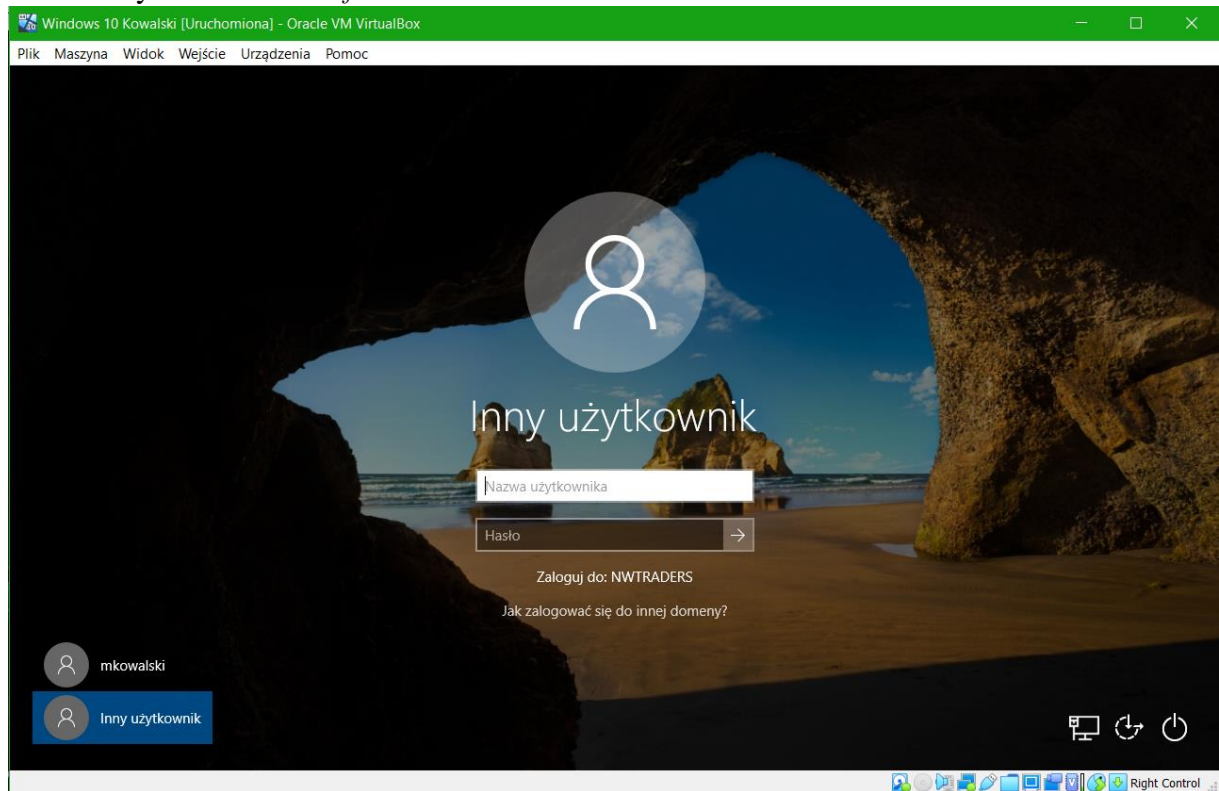 Windows 10 Kowalski [Uruchomiona] - Oracle VM VirtualBox
Plik Maszyna Widok Wejście Urządzenia Pomoc
Inny użytkownik
Nazwa użytkownika
Hasło
Zaloguj do: NWTRADERS
Jak zalogować się do innej domeny?
mkowalski
Inny użytkownik
Right Control